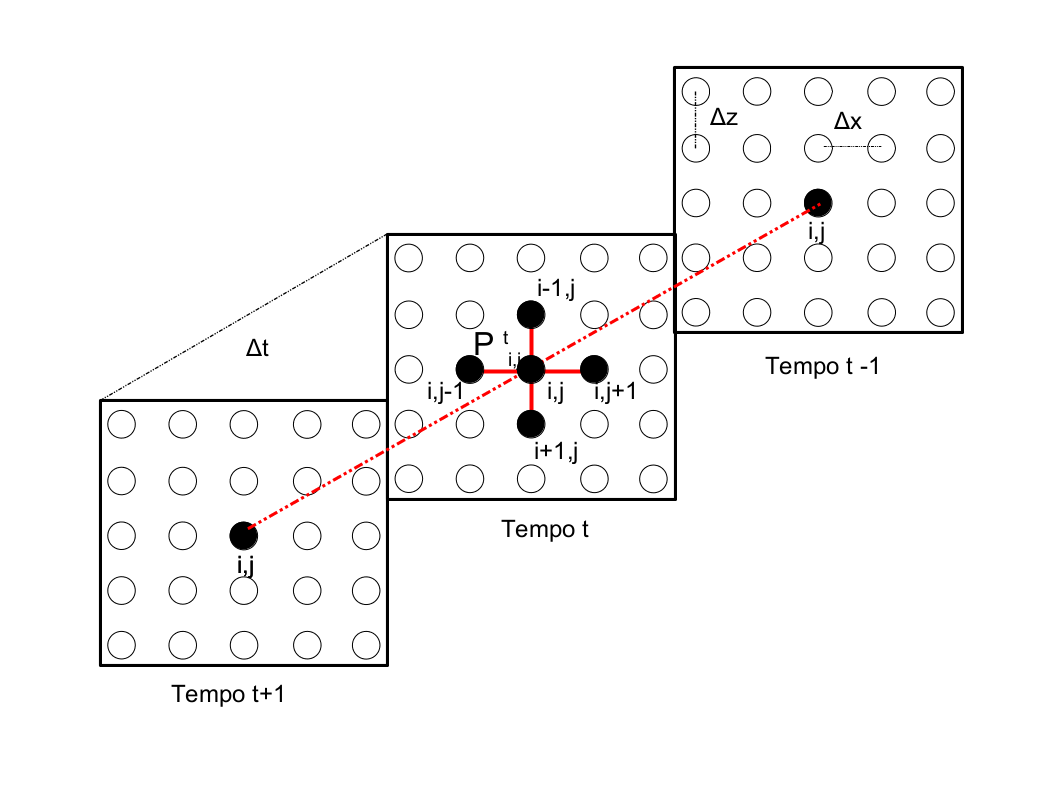 Δz
Δx
i,j
Tempo t -1
i-1,j
P t
i,j
i,j-1
i,j
i,j+1
i+1,j
Tempo t
Δt
i,j
Tempo t+1